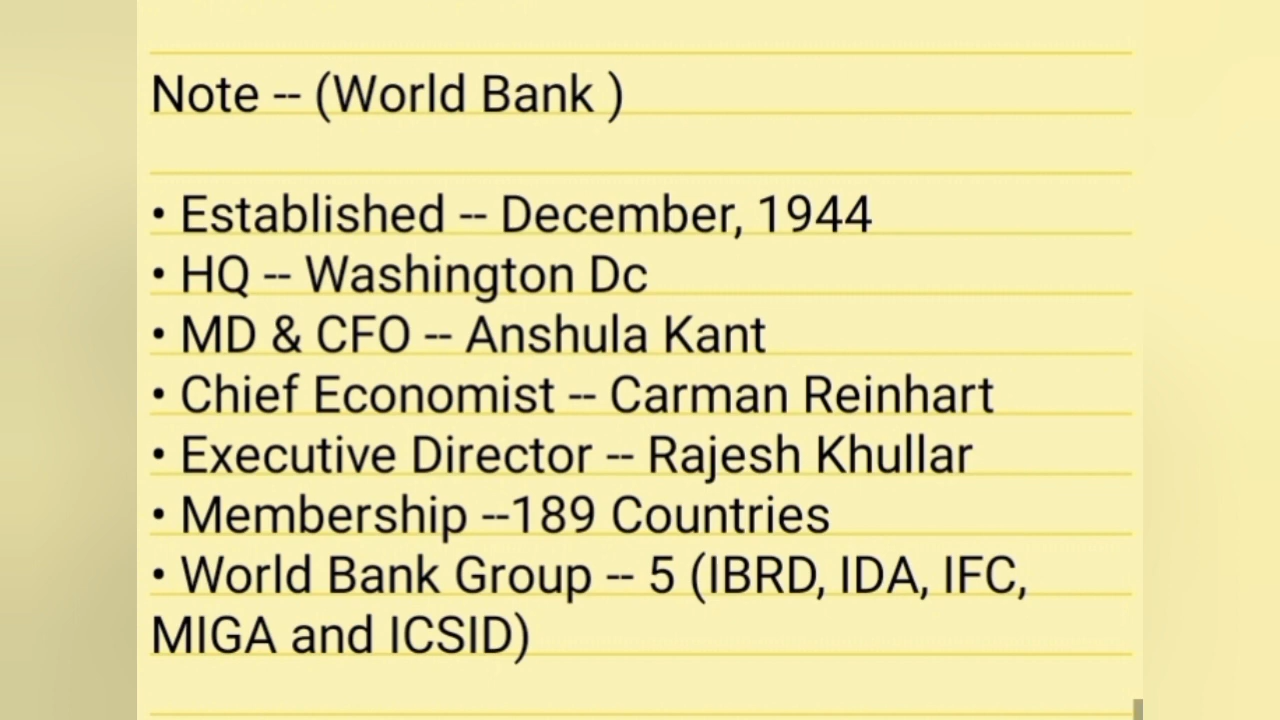 Note -- (World Bank )
• Established -- December, 1944
• HQ -- Washington Dc
• MD & CFO -- Anshula Kant
• Chief Economist -- Carman Reinhart
• Executive Director -- Rajesh Khullar
• Membership --189 Countries
• World Bank Group -- 5 (IBRD, IDA, IFC,
MIGA and ICSID)